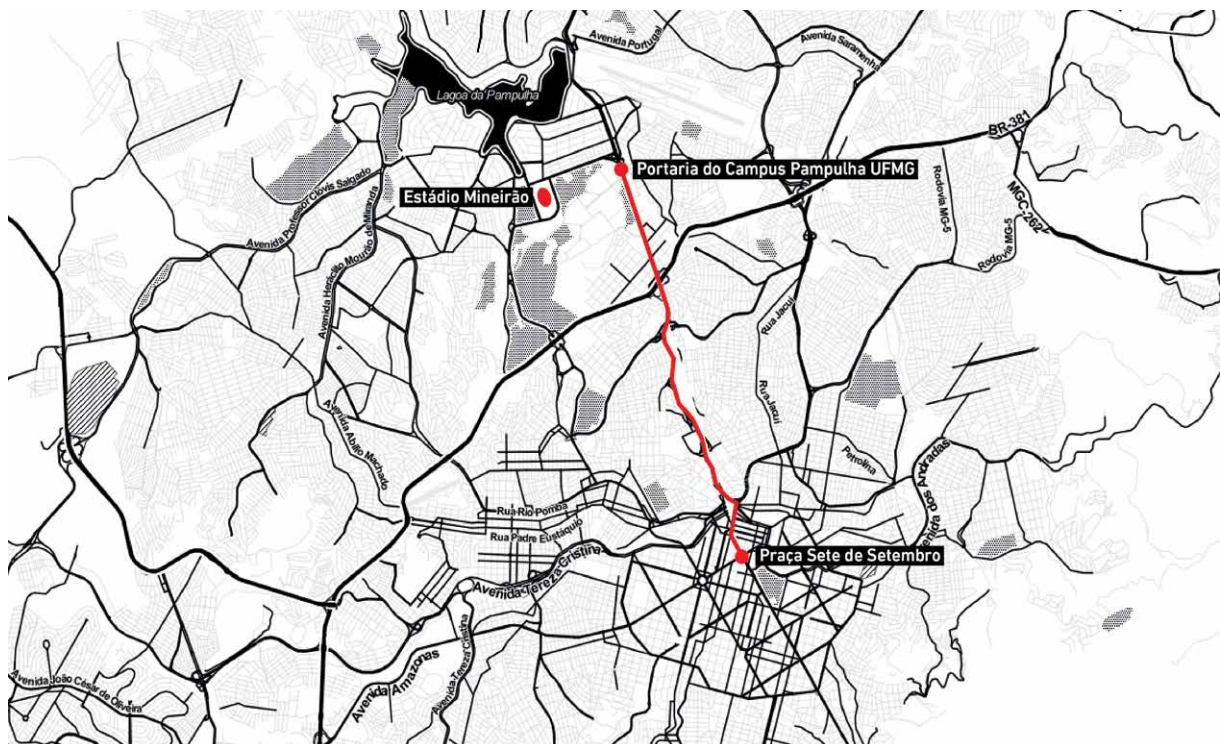 Avenida Portugal
Avenida Saramenha
Lagoa da Pampulha
BR-381
Portaria do Campus Pampulha UFMG
Estádio Mineirão
Avenida Professor Clóvis Salgado
Rodovia MG-5
MGC-262
Rodovia MG-5
Avenida Heráclito Mourão de Miranda
Rua Jacuí
Rua Jacuí
Avenida Abílio Machado
Petrolina
Avenida dos Andradas
Rua Rio Pomba
Rua Padre Eustáquio
Praça Sete de Setembro
Avenida Tereza Cristina
Avenida Tereza Cristina
Avenida Amazonas
Avenida João César de Oliveira